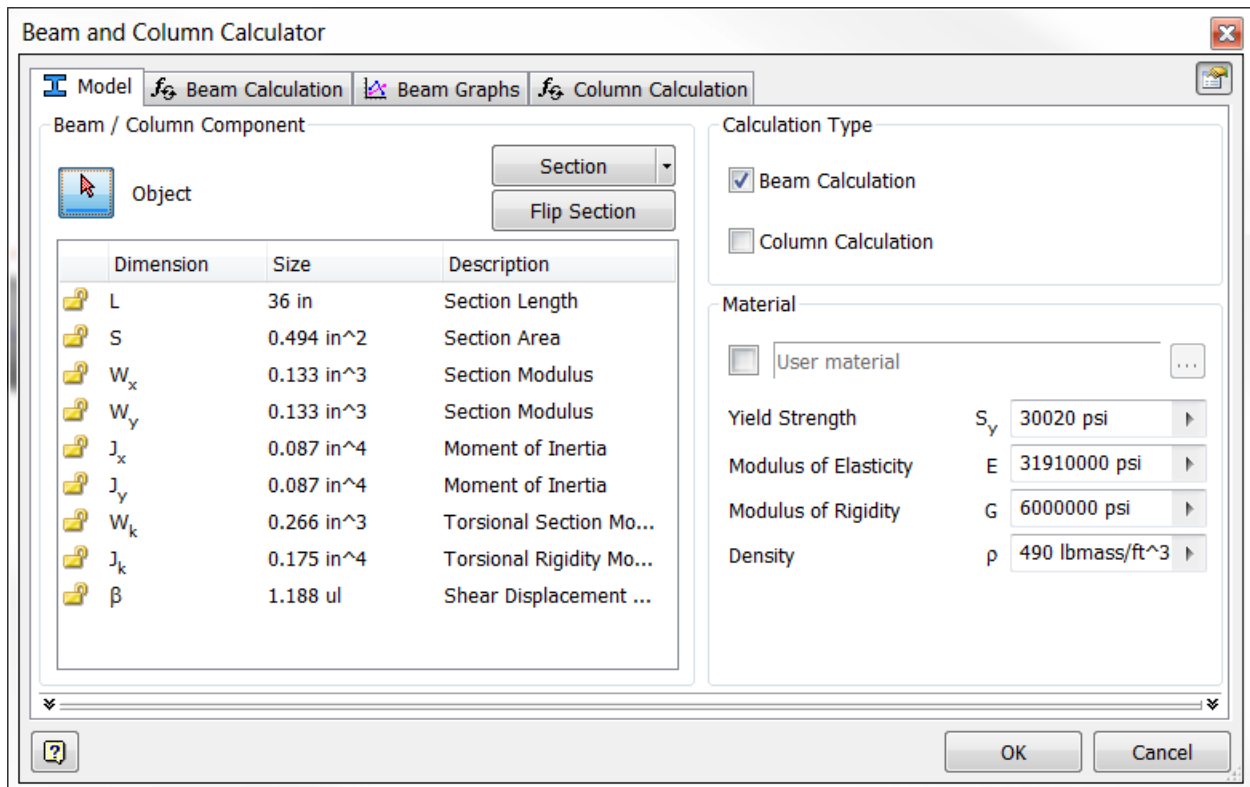 Beam and Column Calculator
Model
Beam Calculation
Beam Graphs
Column Calculation
Beam / Column Component
Object
Section
Flip Section
Dimension Size Description
L 36 in Section Length
S 0.494 in^2 Section Area
Wx 0.133 in^3 Section Modulus
Wy 0.133 in^3 Section Modulus
Jx 0.087 in^4 Moment of Inertia
Jy 0.087 in^4 Moment of Inertia
Wk 0.266 in^3 Torsional Section Mo...
Jk 0.175 in^4 Torsional Rigidity Mo...
β 1.188 ul Shear Displacement ...
Calculation Type
Beam Calculation
Column Calculation
Material
User material
...
Yield Strength Sy 30020 psi
Modulus of Elasticity E 31910000 psi
Modulus of Rigidity G 6000000 psi
Density ρ 490 lbmass/ft^3
?
OK
Cancel